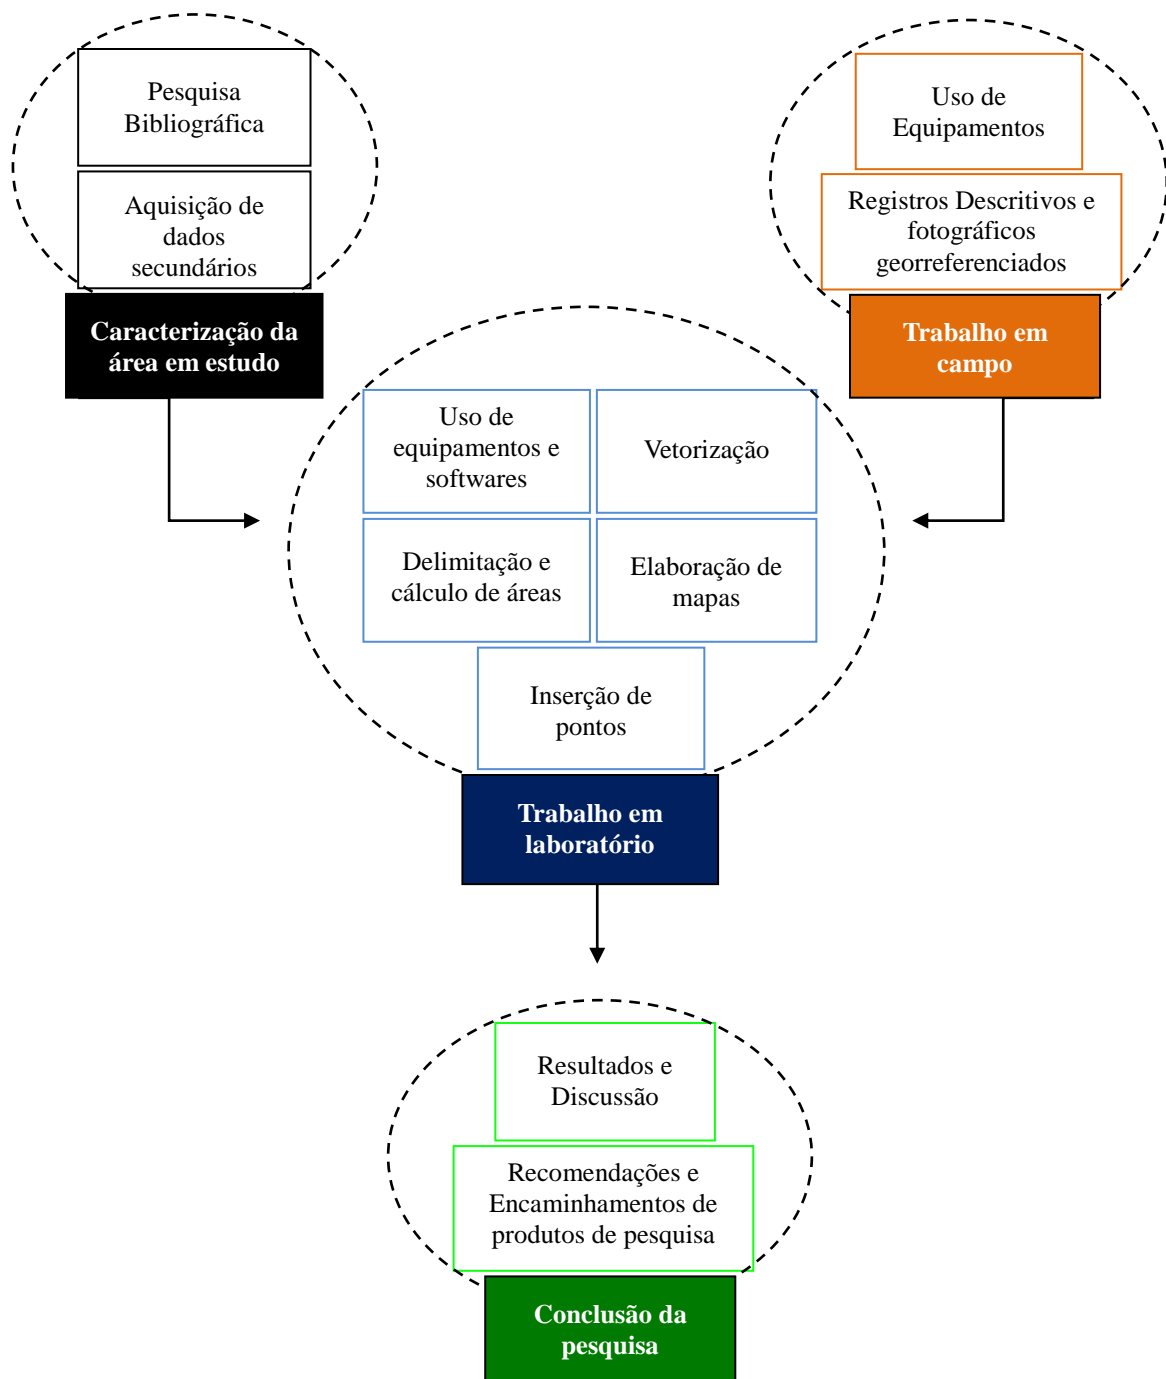 Pesquisa
Bibliográfica
Aquisição de
dados
secundários
Caracterização da
área em estudo
Uso de
Equipamentos
Registros Descritivos e
fotográficos
georreferenciados
Trabalho em
campo
Uso de
equipamentos e
softwares
Vetorização
Delimitação e
cálculo de áreas
Elaboração de
mapas
Inserção de
pontos
Trabalho em
laboratório
Resultados e
Discussão
Recomendações e
Encaminhamentos de
produtos de pesquisa
Conclusão da
pesquisa